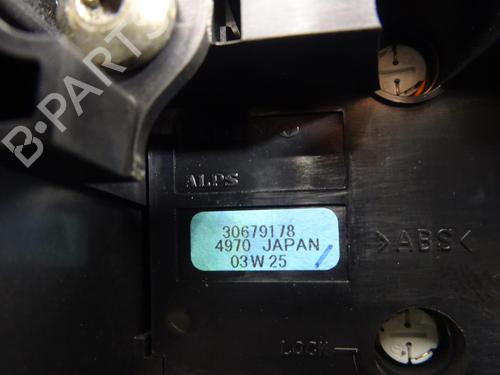 B-PARTS
ALPS
30679178
4970 JAPAN
03W25
>ABS<
LOCK